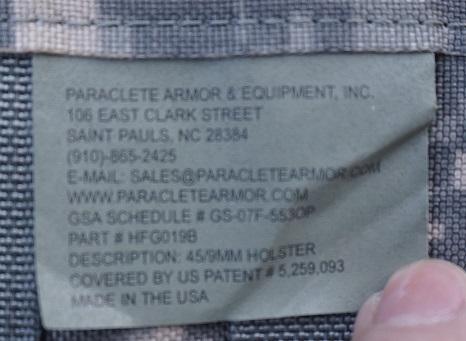 PARACLETE ARMOR & EQUIPMENT, INC.
106 EAST CLARK STREET
SAINT PAULS, NC 28384
(910)-865-2425
E-MAIL: SALES@PARACLETEARMOR.COM
WWW.PARACLETEARMOR.COM
GSA SCHEDULE # GS-07F-5530P
PART # HFG019B
DESCRIPTION: 45/9MM HOLSTER
COVERED BY US PATENT # 5,259,093
MADE IN THE USA